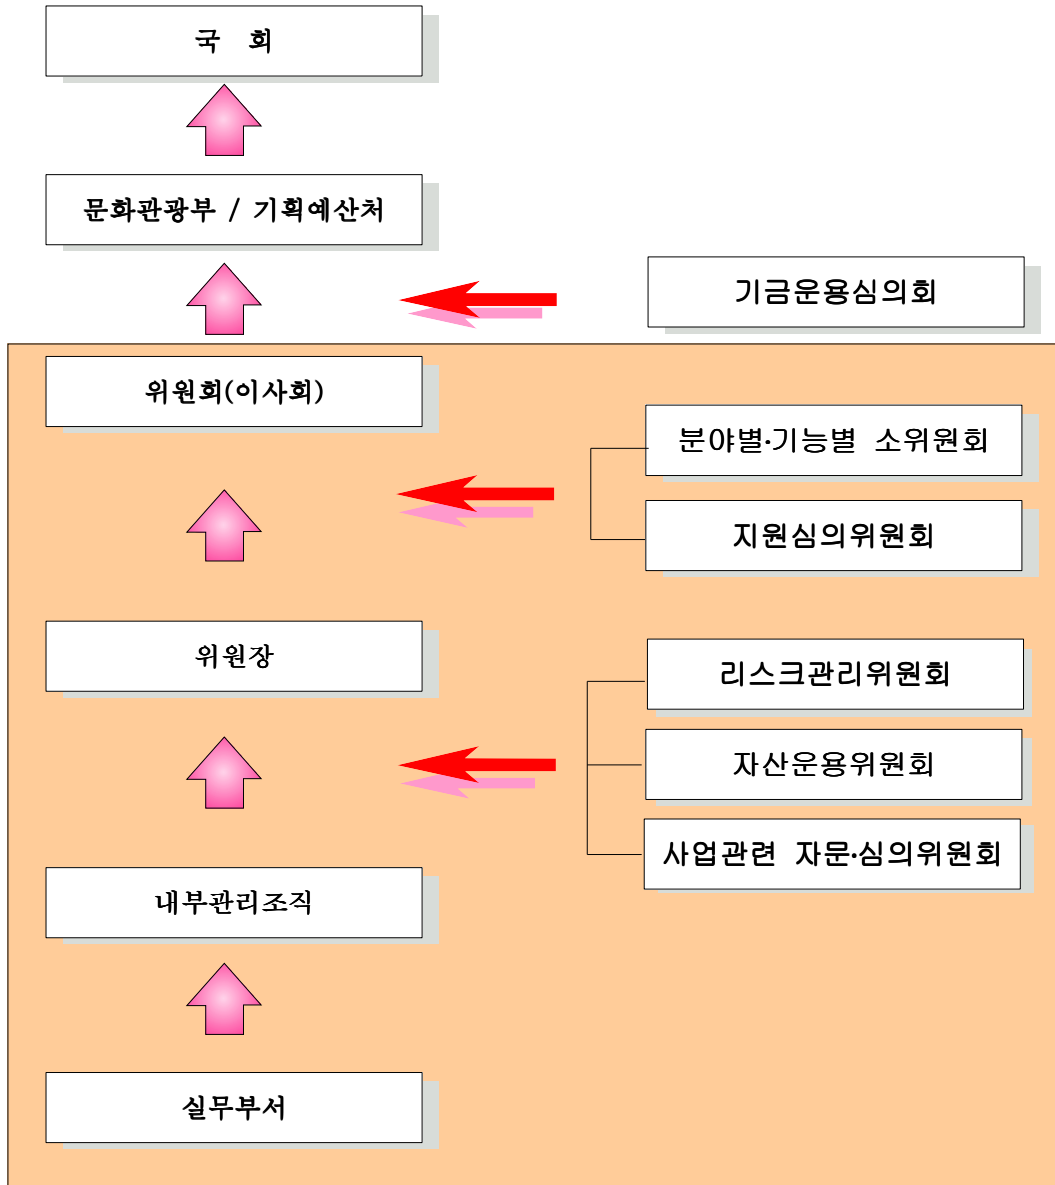 국 회
문화관광부 / 기획예산처
기금운용심의회
위원회(이사회)
분야별·기능별 소위원회
지원심의위원회
위원장
리스크관리위원회
자산운용위원회
사업관련 자문·심의위원회
내부관리조직
실무부서